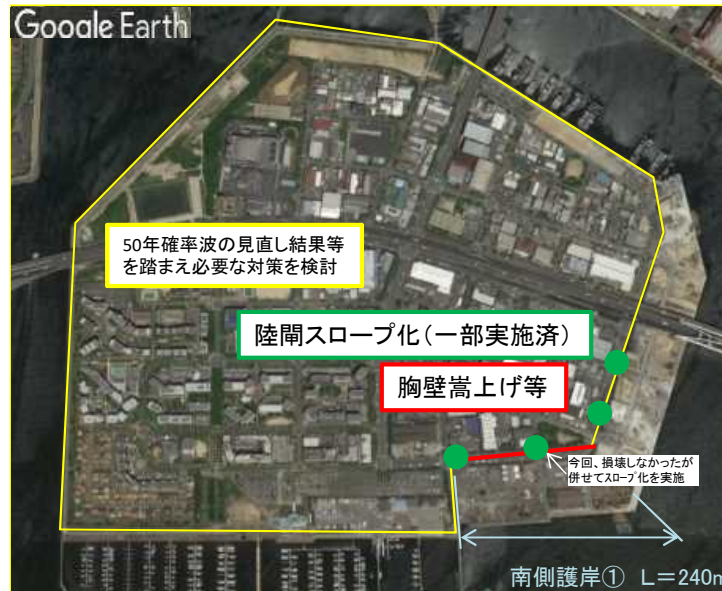 Google Earth
50年確率波の見直し結果等
を踏まえ必要な対策を検討
陸閘スロープ化（一部実施済）
胸壁嵩上げ等
今回、損壊しなかったが
併せてスロープ化を実施
南側護岸① L＝240m